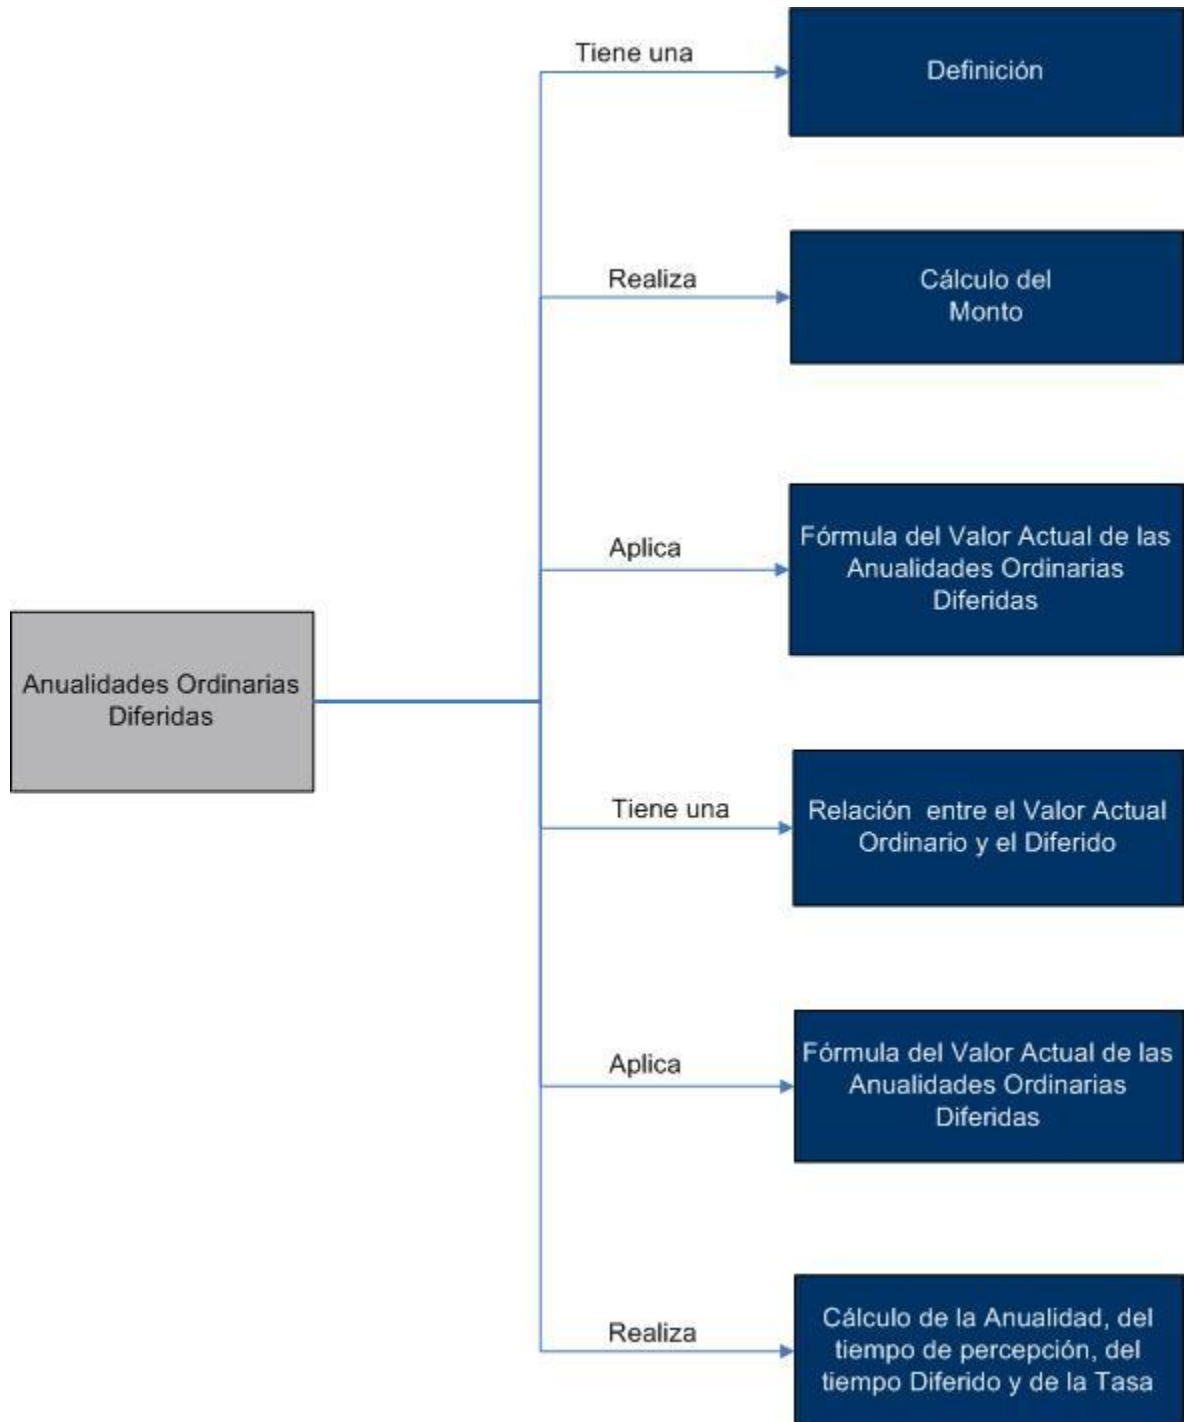 Tiene una
Definición
Realiza
Cálculo del
Monto
Aplica
Fórmula del Valor Actual de las
Anualidades Ordinarias
Diferidas
Anualidades Ordinarias
Diferidas
Tiene una
Relación entre el Valor Actual
Ordinario y el Diferido
Aplica
Fórmula del Valor Actual de las
Anualidades Ordinarias
Diferidas
Realiza
Cálculo de la Anualidad, del
tiempo de percepción, del
tiempo Diferido y de la Tasa